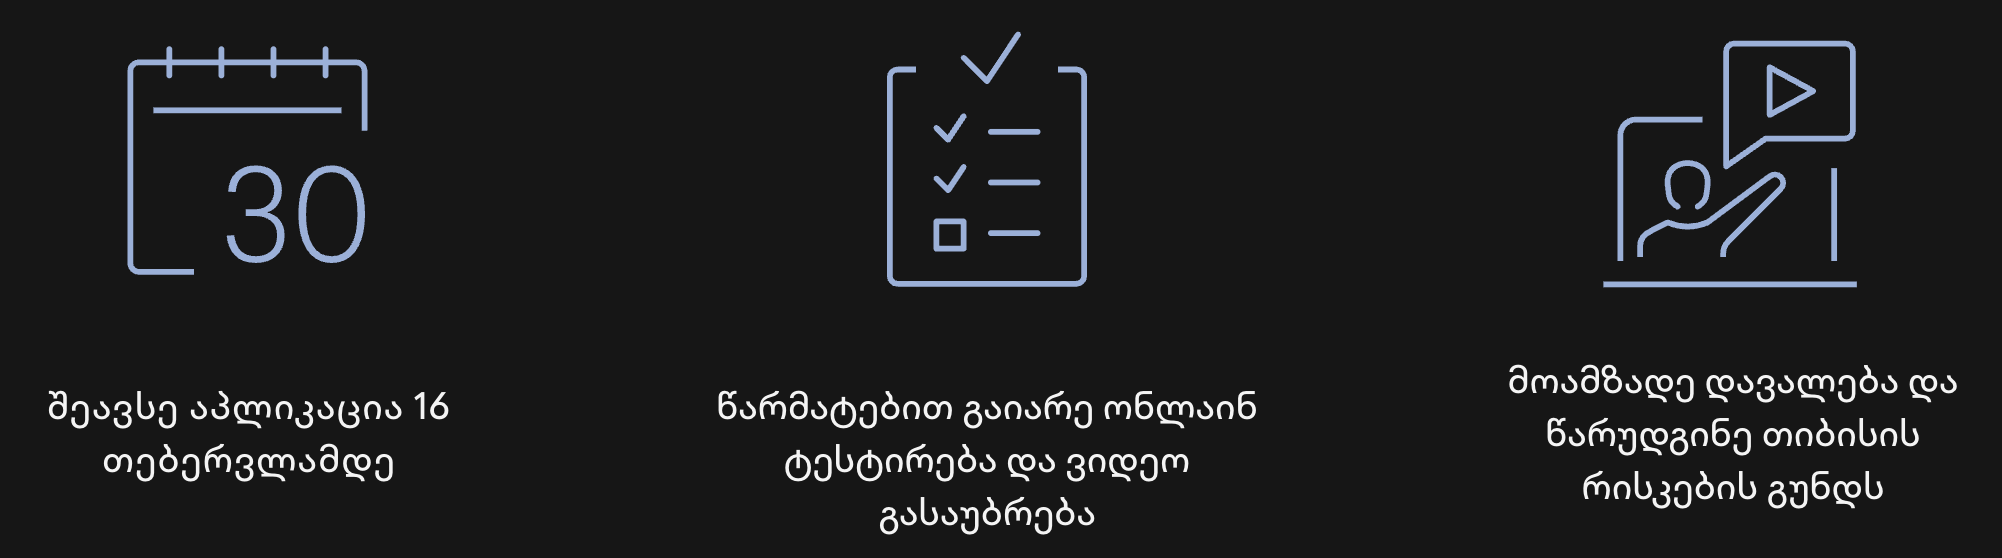 30
შეავსე აპლიკაცია 16
თებერვლამდე
წარმატებით გაიარე ონლაინ
ტესტირება და ვიდეო
გასაუბრება
მოამზადე დავალება და
წარუდგინე თიბისის
რისკების გუნდს